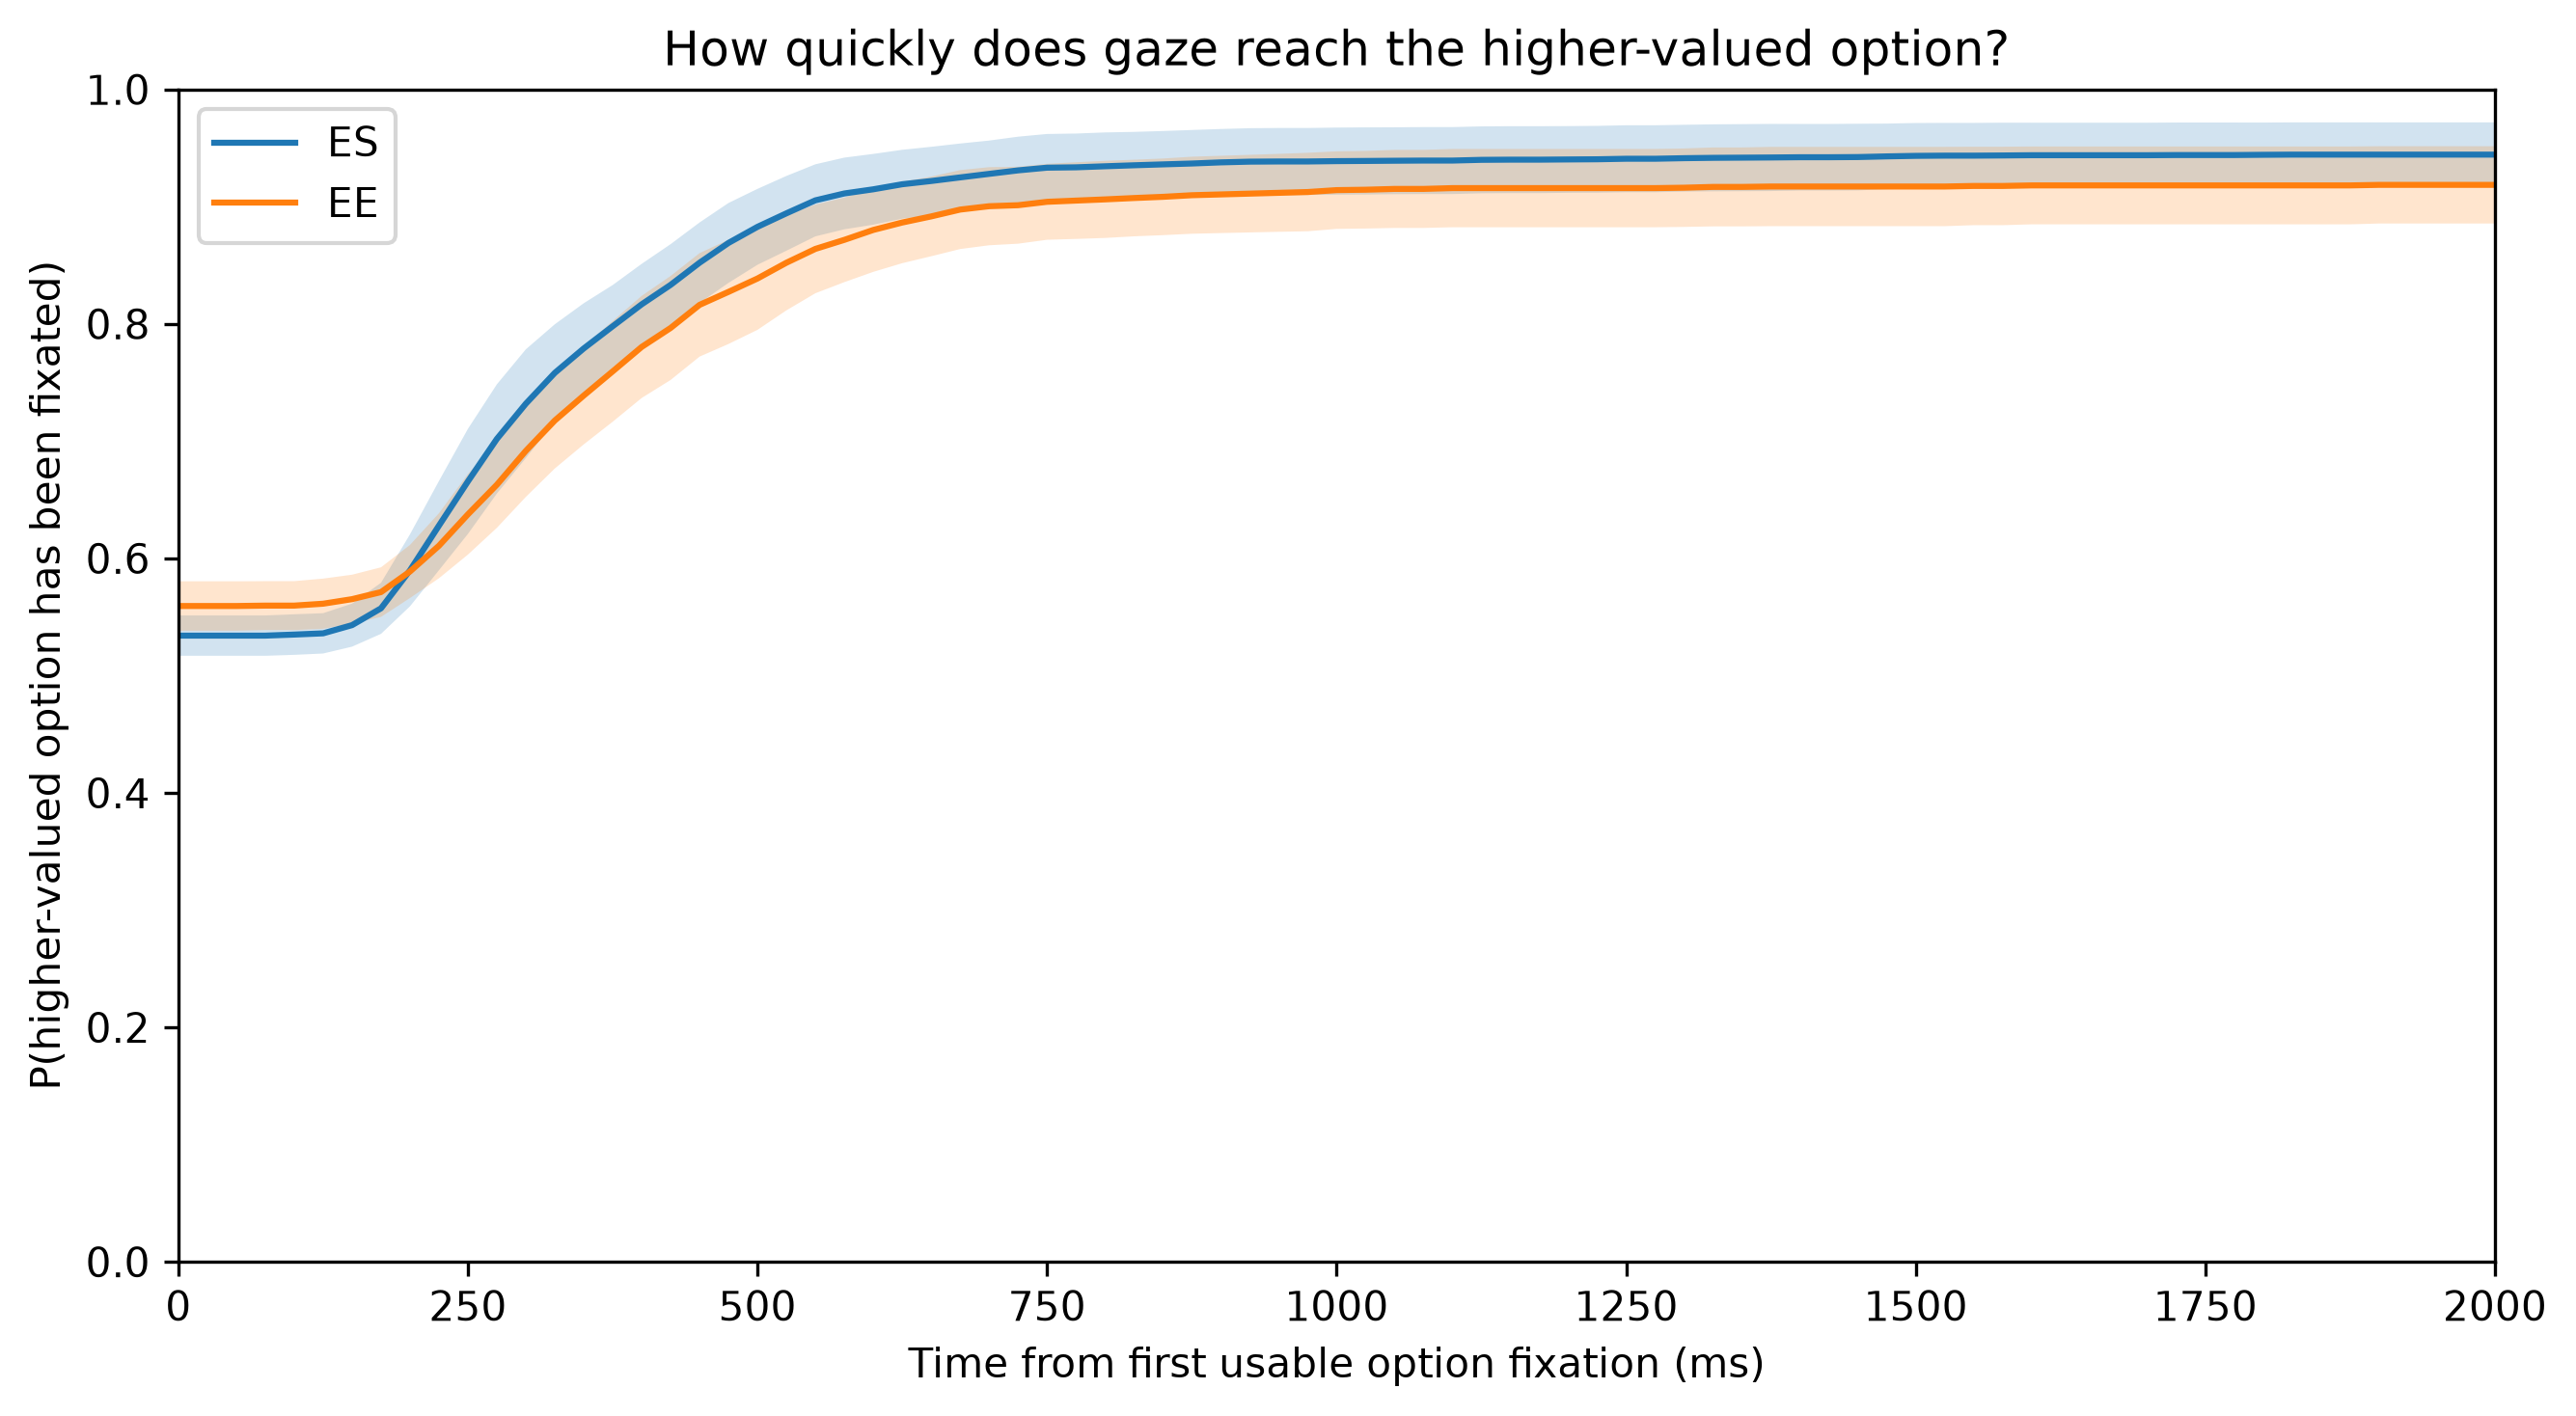 How quickly does gaze reach the higher-valued option?
ES
EE
P(higher-valued option has been fixated)
1.0
0.8
0.6
0.4
0.2
0.0
0 250 500 750 1000 1250 1500 1750 2000
Time from first usable option fixation (ms)